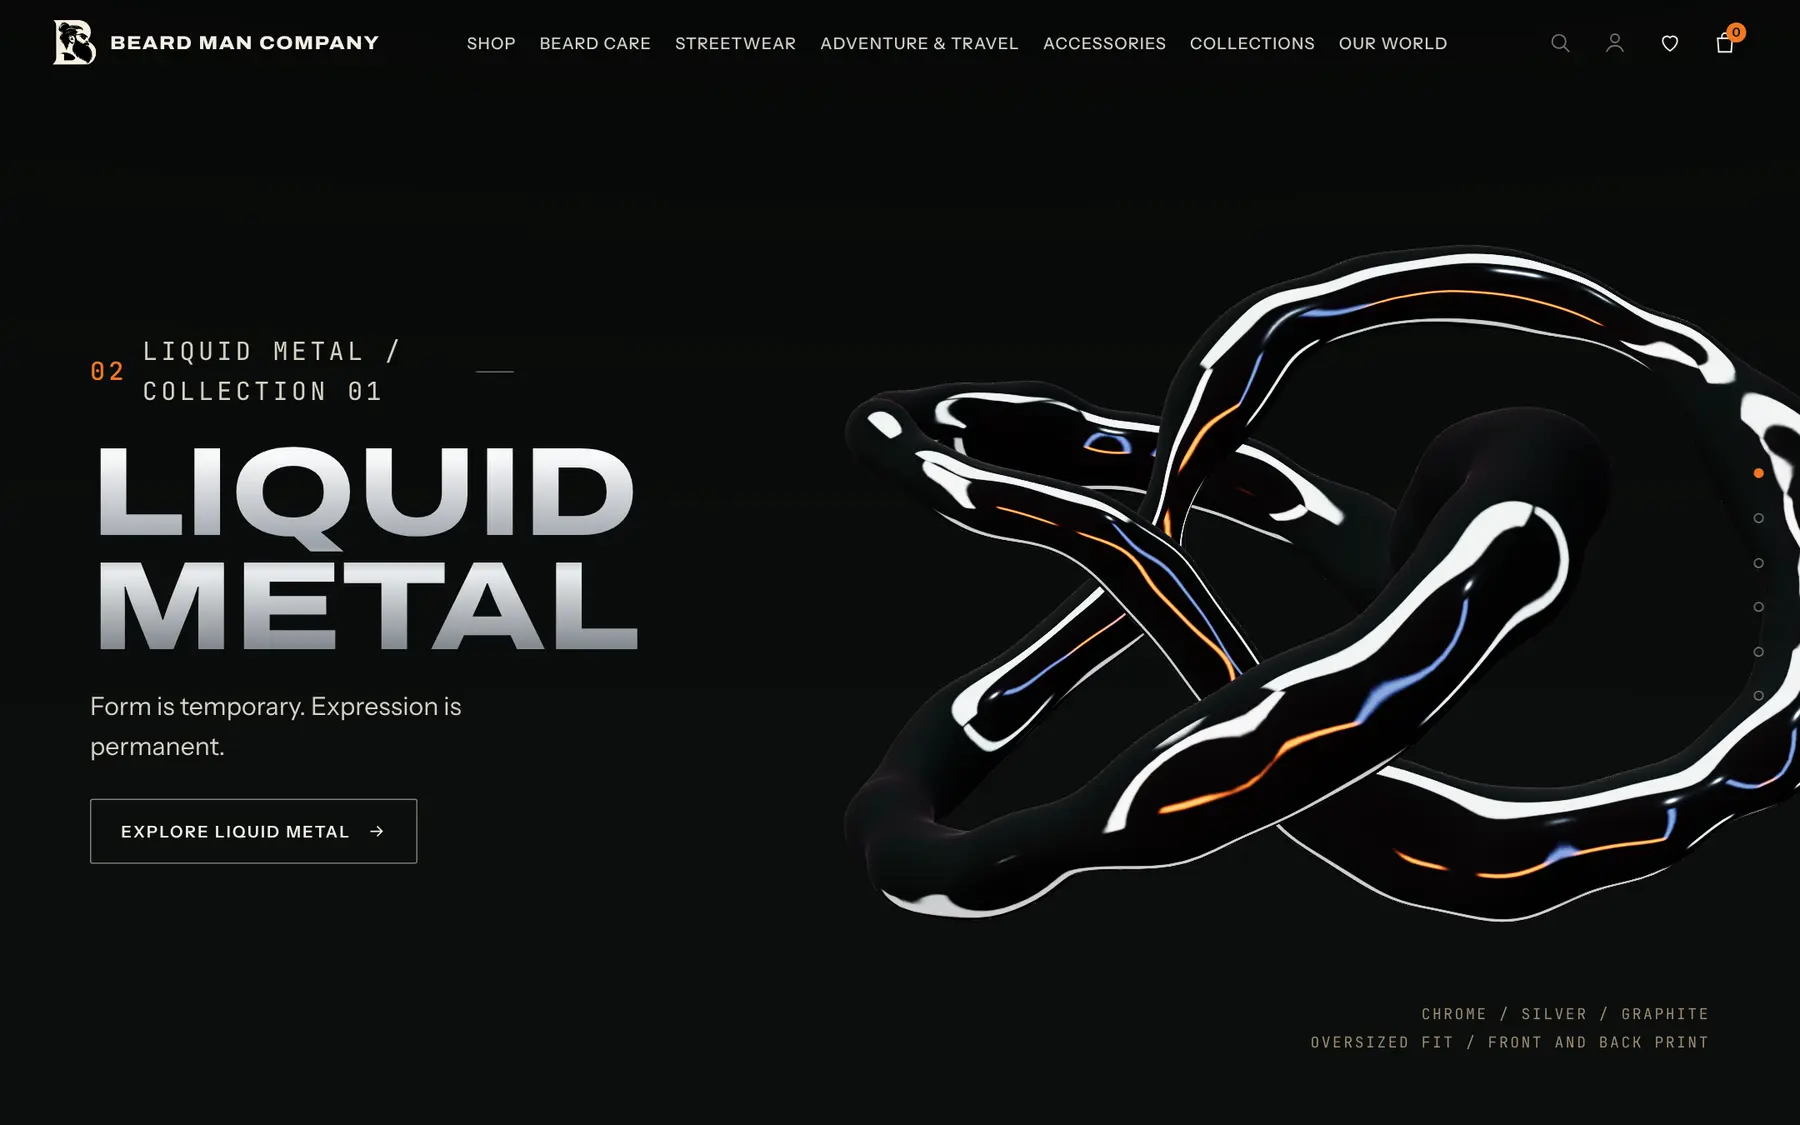 BEARD MAN COMPANY
SHOP BEARD CARE STREETWEAR ADVENTURE & TRAVEL ACCESSORIES COLLECTIONS OUR WORLD
0
02
LIQUID METAL /
COLLECTION 01
LIQUID
METAL
Form is temporary. Expression is
permanent.
EXPLORE LIQUID METAL →
CHROME / SILVER / GRAPHITE
OVERSIZED FIT / FRONT AND BACK PRINT